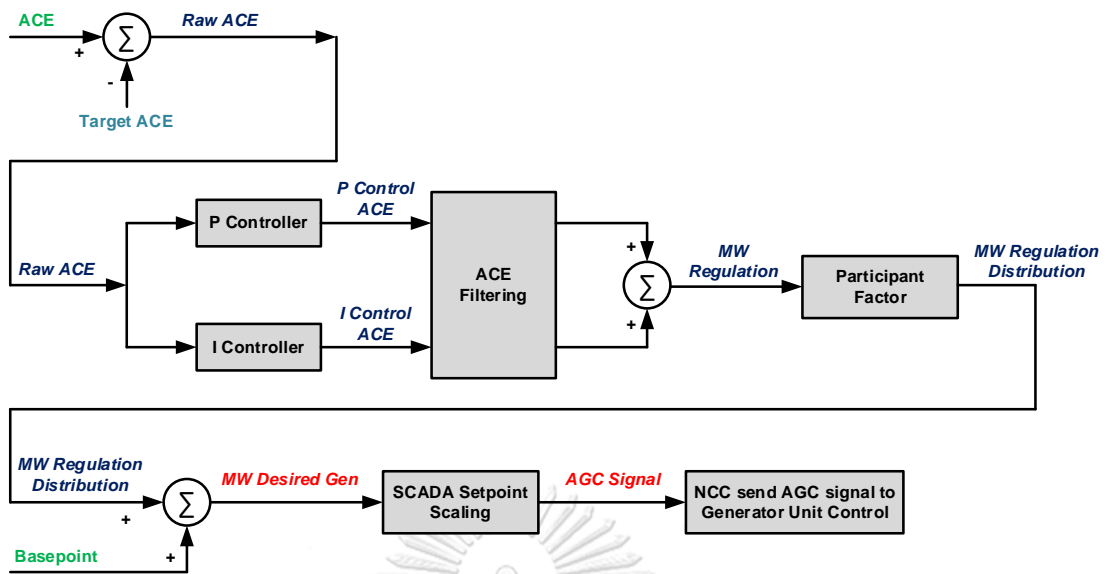 ACE
Raw ACE
+
∑
-
Target ACE
P Control
ACE
P Controller
Raw ACE
ACE
Filtering
+
∑
+
MW
Regulation
Participant
Factor
MW Regulation
Distribution
I Control
ACE
I Controller
MW Regulation
Distribution
+
∑
+
Basepoint
MW Desired Gen
SCADA Setpoint
Scaling
AGC Signal
NCC send AGC signal to
Generator Unit Control